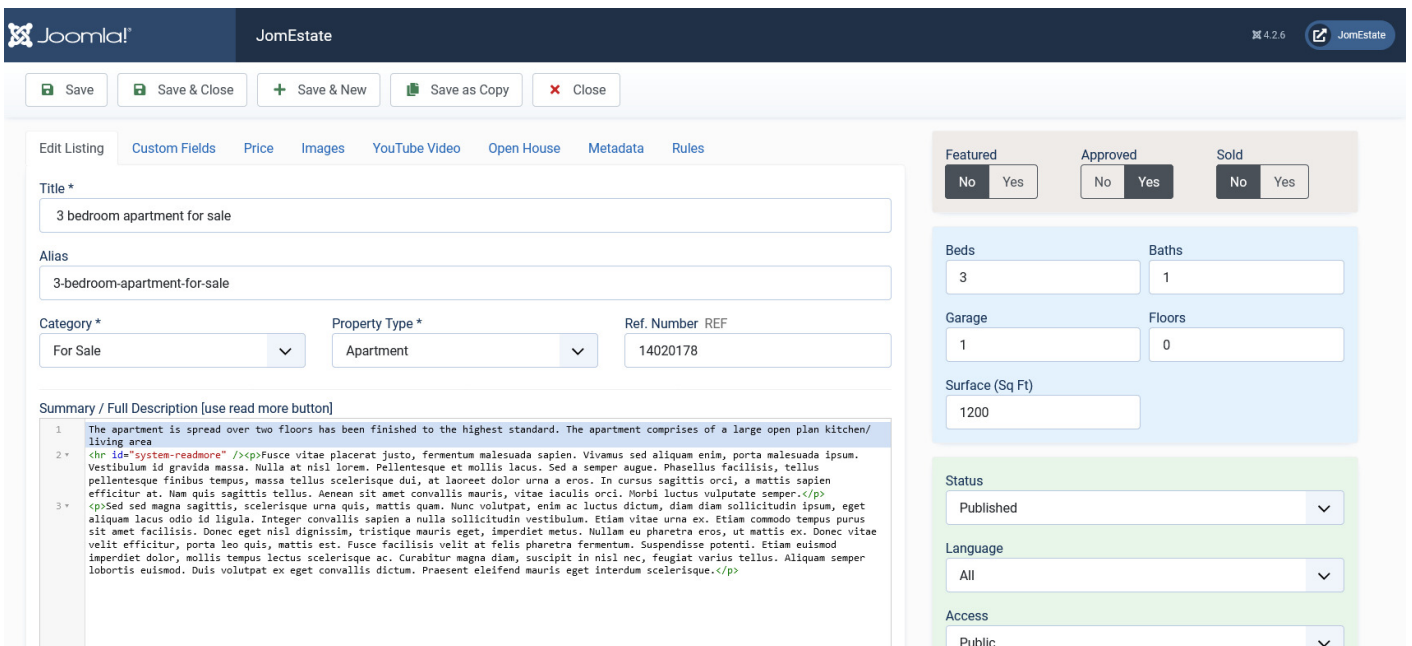 Joomla!®
JomEstate
4.2.6
JomEstate
Save
Save & Close
Save & New
Save as Copy
Close
Edit Listing
Custom Fields
Price
Images
YouTube Video
Open House
Metadata
Rules
Title *
3 bedroom apartment for sale
Alias
3-bedroom-apartment-for-sale
Category *
Property Type *
Ref. Number REF
For Sale
Apartment
14020178
Summary / Full Description [use read more button]
1 The apartment is spread over two floors has been finished to the highest standard. The apartment comprises of a large open plan kitchen/
living area
2 <hr id="system-readmore" /><p>Fusce vitae placerat justo, fermentum malesuada sapien. Vivamus sed aliquam enim, porta malesuada ipsum.
Vestibulum id gravida massa. Nulla at nisl lorem. Pellentesque et mollis lacus. Sed a semper augue. Phasellus facilisis, tellus
pellentesque finibus tempus, massa tellus scelerisque dui, at laoreet dolor urna a eros. In cursus sagittis orci, a mattis sapien
efficitur at. Nam quis sagittis tellus. Aenean sit amet convallis mauris, vitae iaculis orci. Morbi luctus vulputate semper.</p>
3 <p>Sed sed magna sagittis, scelerisque urna quis, mattis quam. Nunc volutpat, enim ac luctus dictum, diam diam sollicitudin ipsum, eget
aliquam lacus odio id ligula. Integer convallis sapien a nulla sollicitudin vestibulum. Etiam vitae urna ex. Etiam commodo tempus purus
sit amet facilisis. Donec eget nisl dignissim, tristique mauris eget, imperdiet metus. Nullam eu pharetra eros, ut mattis ex. Donec vitae
velit efficitur, porta leo quis, mattis est. Fusce facilisis velit at felis pharetra fermentum. Suspendisse potenti. Etiam euismod
imperdiet dolor, mollis tempus lectus scelerisque ac. Curabitur magna diam, suscipit in nisl nec, feugiat varius tellus. Aliquam semper
lobortis euismod. Duis volutpat ex eget convallis dictum. Praesent eleifend mauris eget interdum scelerisque.</p>
Featured
Approved
Sold
No Yes
No Yes
No Yes
Beds
Baths
3
1
Garage
Floors
1
0
Surface (Sq Ft)
1200
Status
Published
Language
All
Access
Public